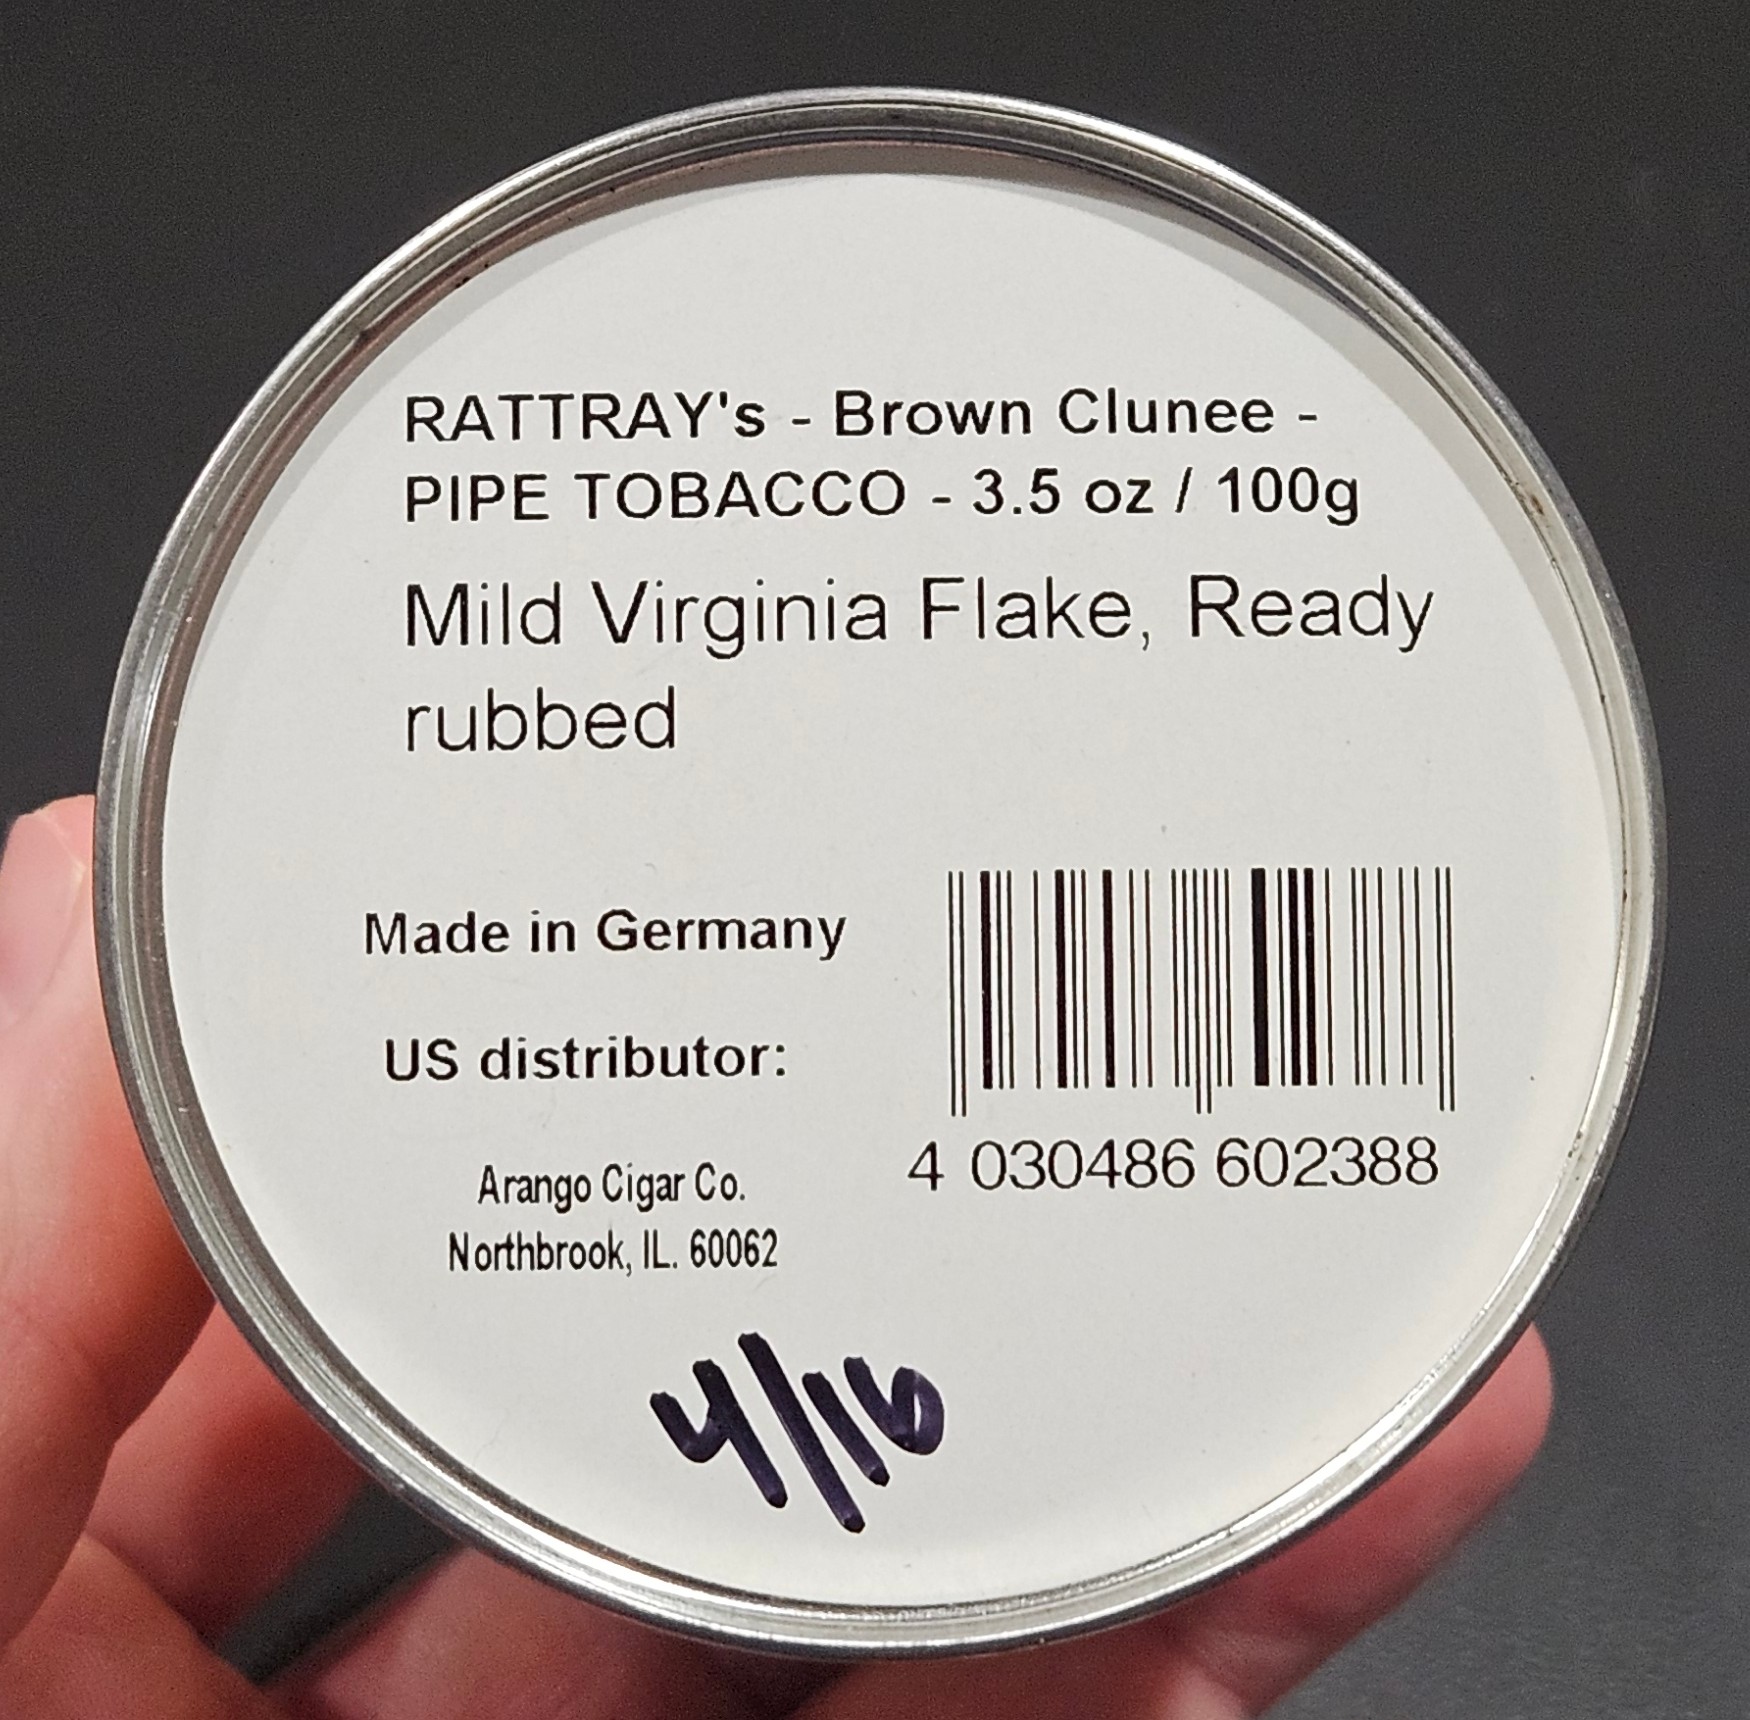 RATTRAY's - Brown Clunee -
PIPE TOBACCO - 3.5 oz / 100g
Mild Virginia Flake, Ready
rubbed
Made in Germany
US distributor:
Arango Cigar Co.
Northbrook, IL. 60062
4 030486 602388
4/16